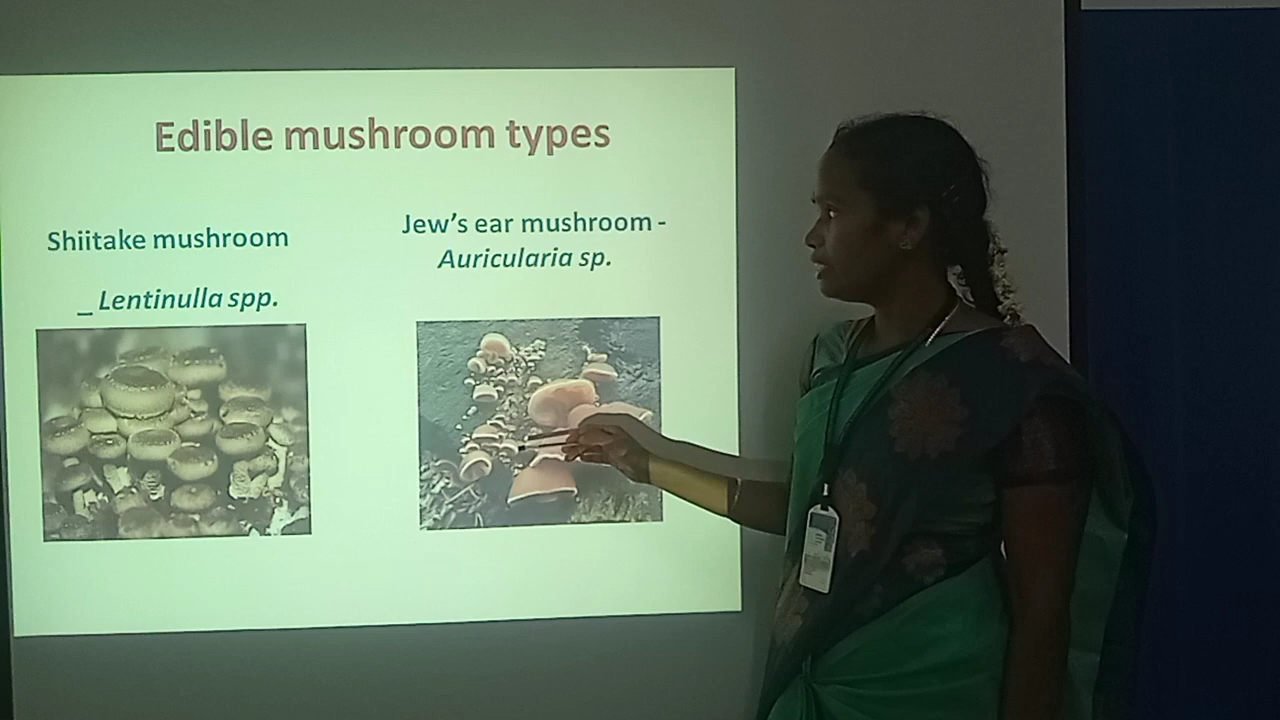 Edible mushroom types
Shiitake mushroom
_ Lentinulla spp.
Jew's ear mushroom -
Auricularia sp.